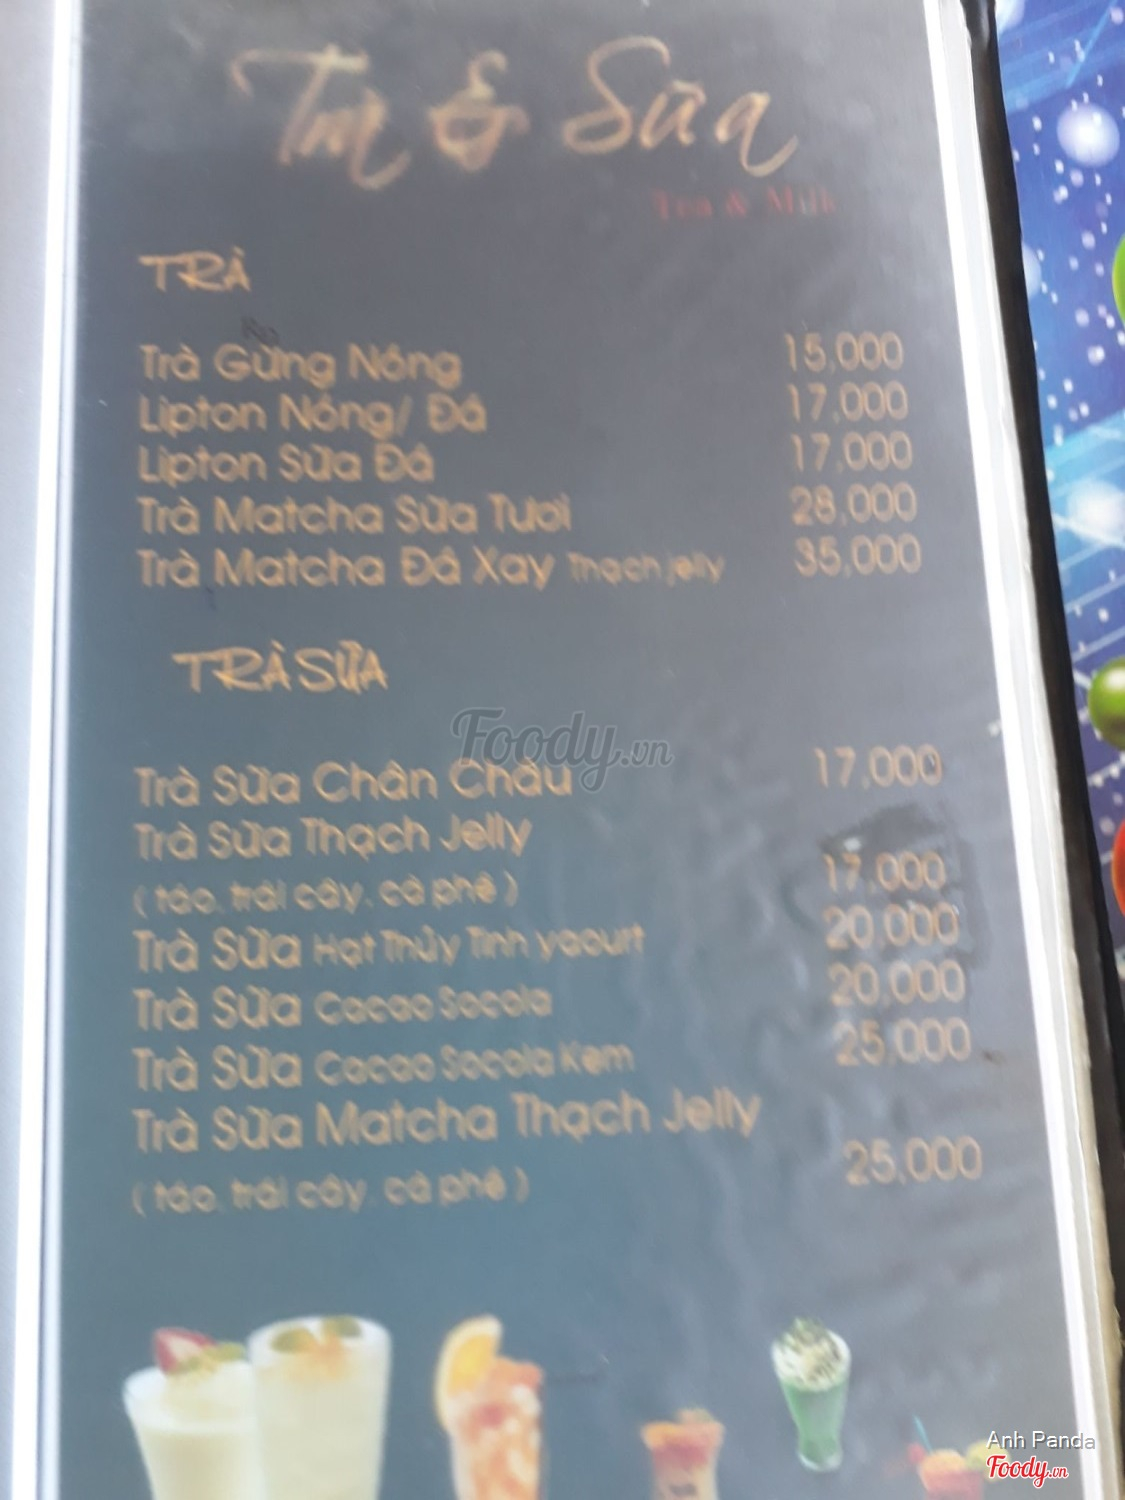 Trà & Sữa
Tea & Milk
TRÀ
Trà Gừng Nóng 15,000
Lipton Nóng/ Đá 17,000
Lipton Sữa Đá 17,000
Trà Matcha Sữa Tươi 28,000
Trà Matcha Đá Xay Thạch jelly 35,000
TRÀ SỮA
Foody.vn
Trà Sữa Chân Châu 17,000
Trà Sữa Thạch Jelly
( táo, trái cây, cà phê ) 17,000
Trà Sữa Hạt Thủy Tinh yaourt 20,000
Trà Sữa Cacao Socola 20,000
Trà Sữa Cacao Socola Kem 25,000
Trà Sữa Matcha Thạch Jelly
( táo, trái cây, cà phê ) 25,000
Anh Panda
Foody.vn